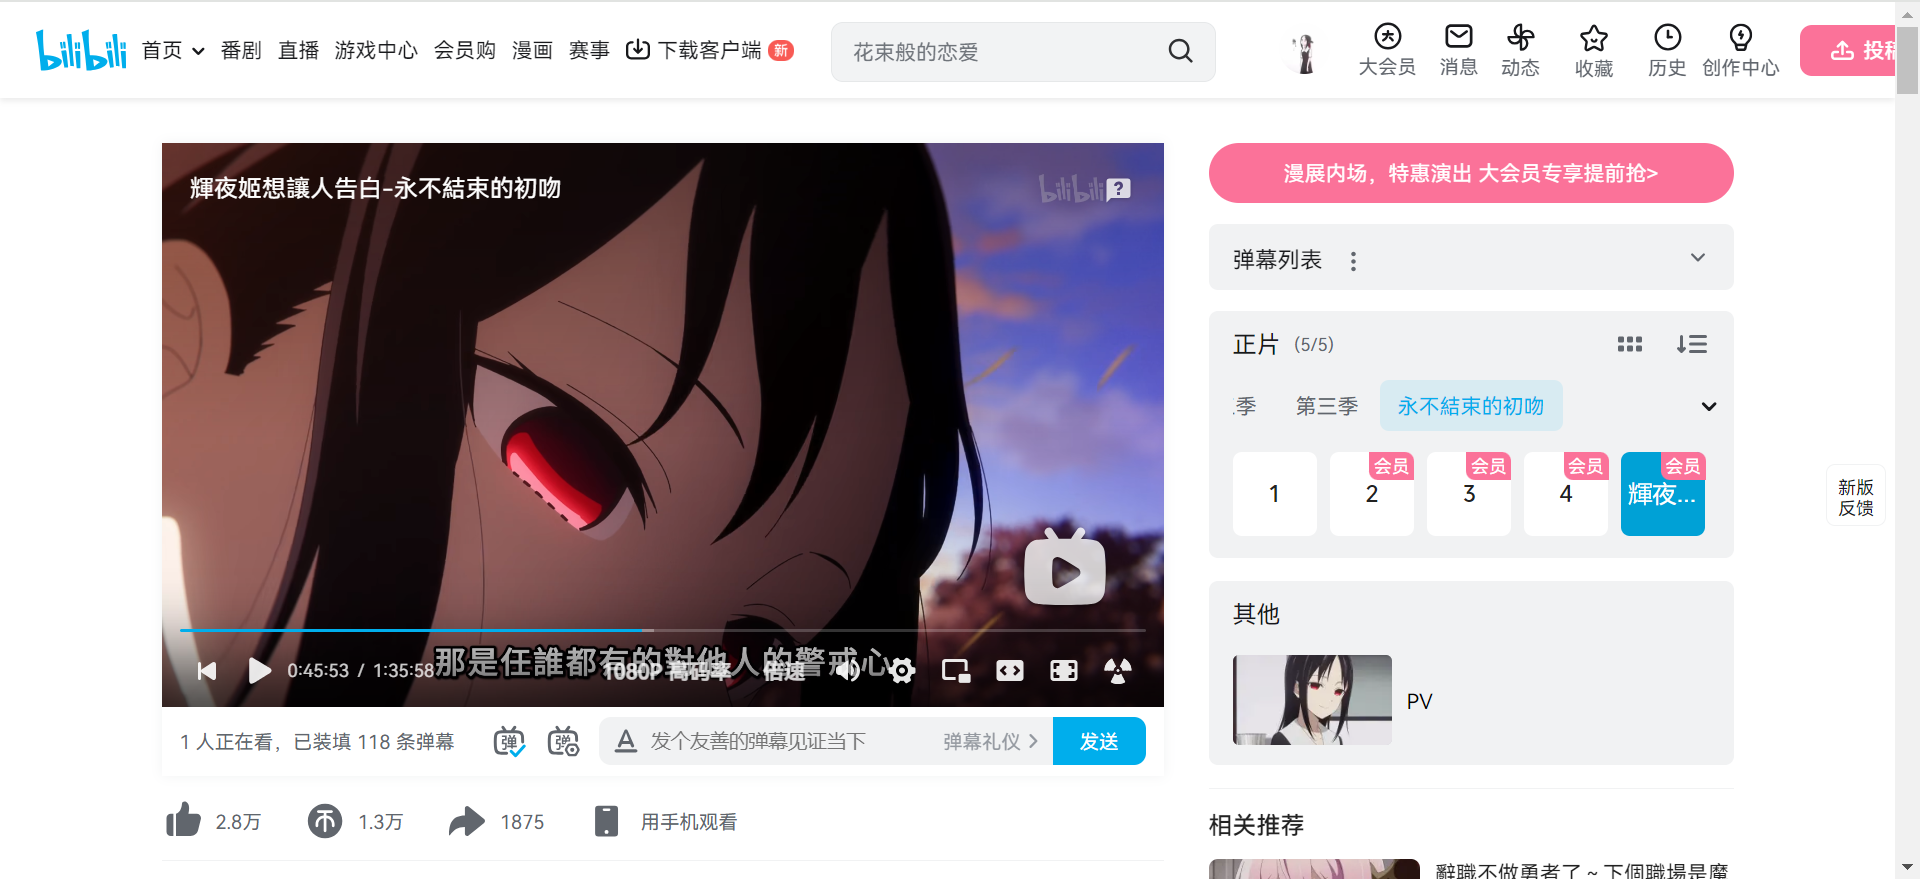 bilibili
首页
番剧
直播
游戏中心
会员购
漫画
赛事
下载客户端
新
花束般的恋爱
大会员
消息
动态
收藏
历史
创作中心
投稿
輝夜姬想讓人告白-永不結束的初吻
bilibili
漫展内场，特惠演出 大会员专享提前抢>
弹幕列表
正片 (5/5)
季
第三季
永不結束的初吻
1
2 会员
3 会员
4 会员
輝夜... 会员
新版
反馈
其他
PV
那是任誰都有的對他人的警戒心
0:45:53 / 1:35:58
1080P 高码率
倍速
1 人正在看，已装填 118 条弹幕
弹
弹
A
发个友善的弹幕见证当下
弹幕礼仪 >
发送
2.8万
1.3万
1875
用手机观看
相关推荐
辭職不做勇者了～下個職場是魔